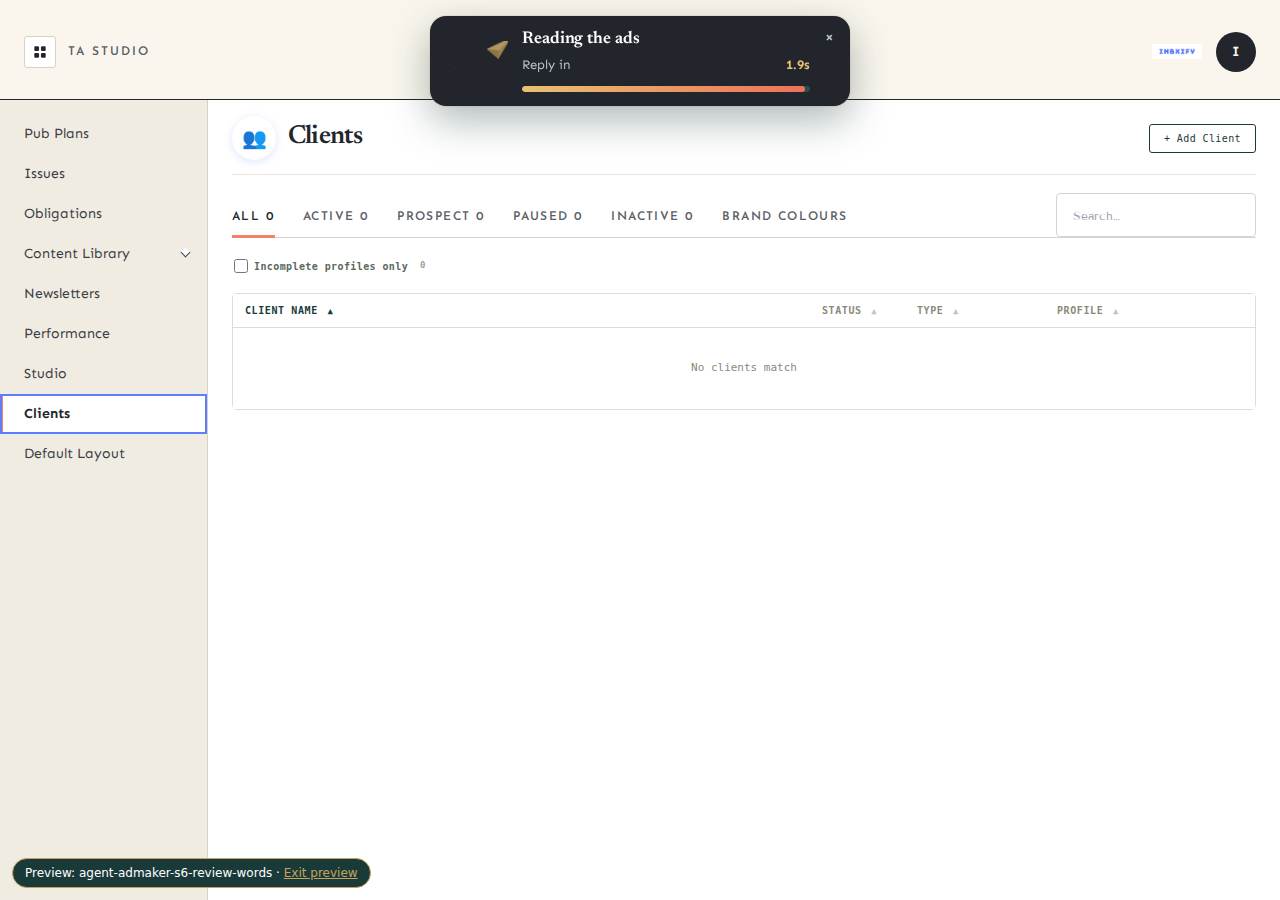 TA STUDIO
Reading the ads
×
Reply in 1.9s
INBXIFY
I
Pub Plans
Issues
Obligations
Content Library
Newsletters
Performance
Studio
Clients
Default Layout
Clients
+ Add Client
ALL 0 ACTIVE 0 PROSPECT 0 PAUSED 0 INACTIVE 0 BRAND COLOURS
Search...
Incomplete profiles only 0
CLIENT NAME ▲ STATUS ▲ TYPE ▲ PROFILE ▲
No clients match
Preview: agent-admaker-s6-review-words · Exit preview